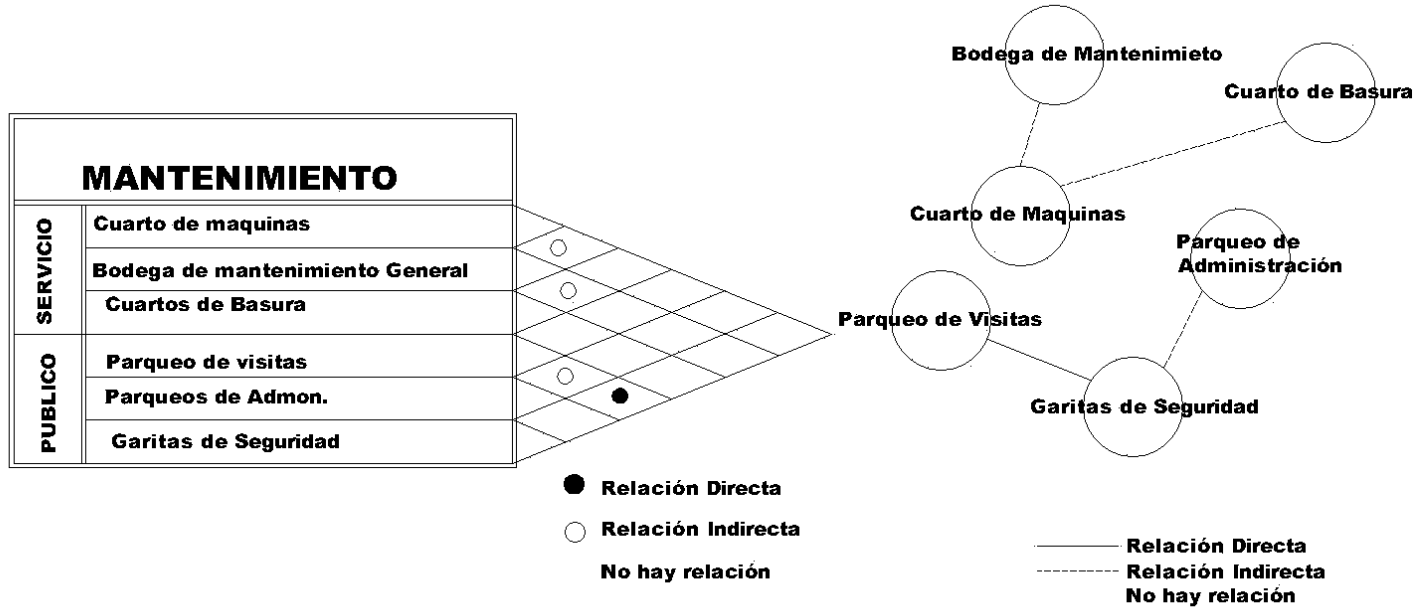 MANTENIMIENTO
SERVICIO
Cuarto de maquinas
Bodega de mantenimiento General
Cuartos de Basura
PUBLICO
Parqueo de visitas
Parqueos de Admon.
Garitas de Seguridad
Relación Directa
Relación Indirecta
No hay relación
Bodega de Mantenimieto
Cuarto de Basura
Cuarto de Maquinas
Parqueo de
Administración
Parqueo de Visitas
Garitas de Seguridad
Relación Directa
Relación Indirecta
No hay relación